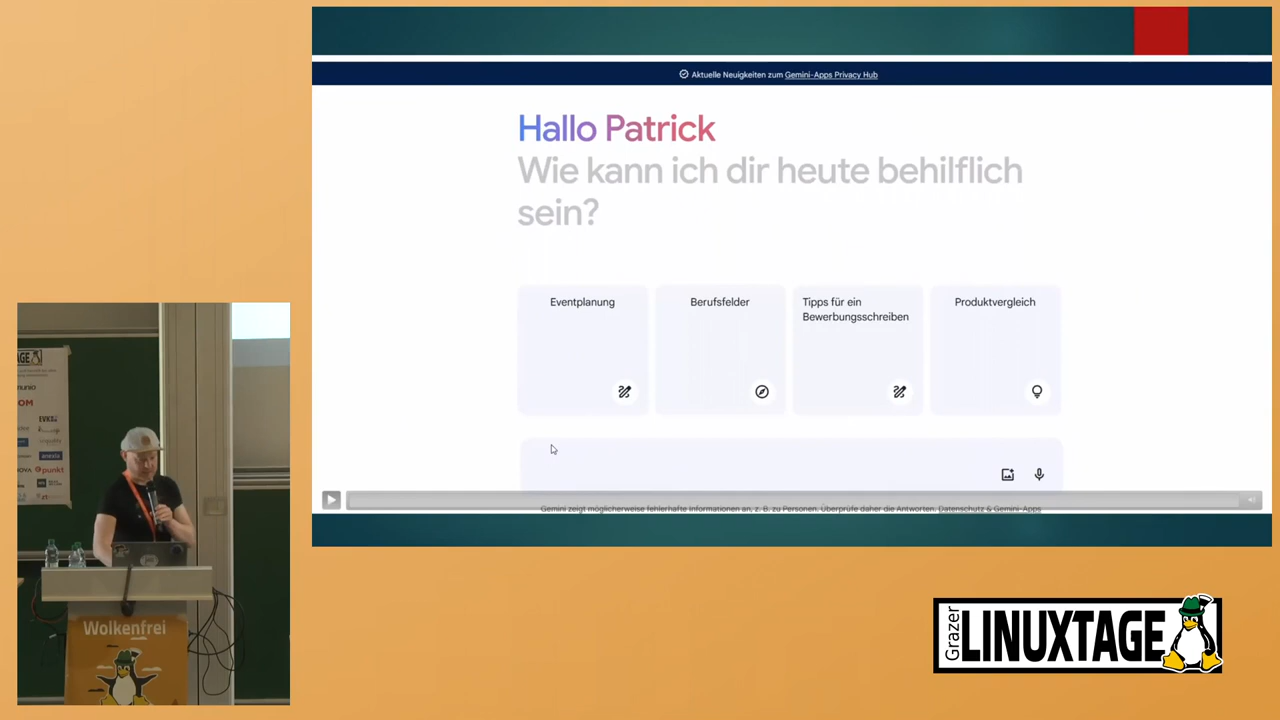 Aktuelle Neuigkeiten zum Gemini-Apps Privacy Hub
Hallo Patrick
Wie kann ich dir heute behilflich
sein?
Eventplanung
Berufsfelder
Tipps für ein
Bewerbungsschreiben
Produktvergleich
Gemini zeigt möglicherweise fehlerhafte Informationen an, z. B. zu Personen. Überprüfe daher die Antworten. Datenschutz & Gemini-Apps
EVKS
punkt
Wolkenfrei
Grazer
LINUXTAGE